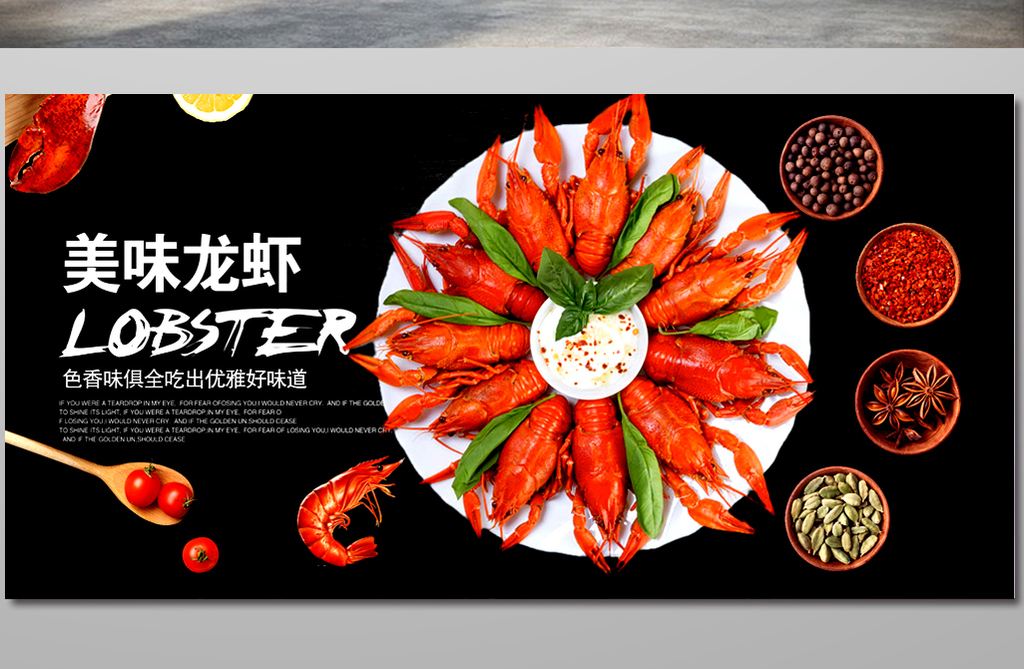 美味龙虾
LOBSTER
色香味俱全吃出优雅好味道
IF YOU WERE A TEARDROP.IN MY EYE, FOR FEAR OFOSING YOU,I WOULD NEVER CRY. AND IF THE GOLDE
TO SHINE ITS LIGHT, IF YOU WERE A TEARDROP.IN MY EYE, FOR FEAR O
F LOSING YOU,I WOULD NEVER CRY. AND IF THE GOLDEN UN.SHOULD CEASE
TO SHINE ITS LIGHT, IF YOU WERE A TEARDROP.IN MY EYE, FOR FEAR OF LOSING YOU,I WOULD NEVER CRY
AND IF THE GOLDEN UN.SHOULD CEASE